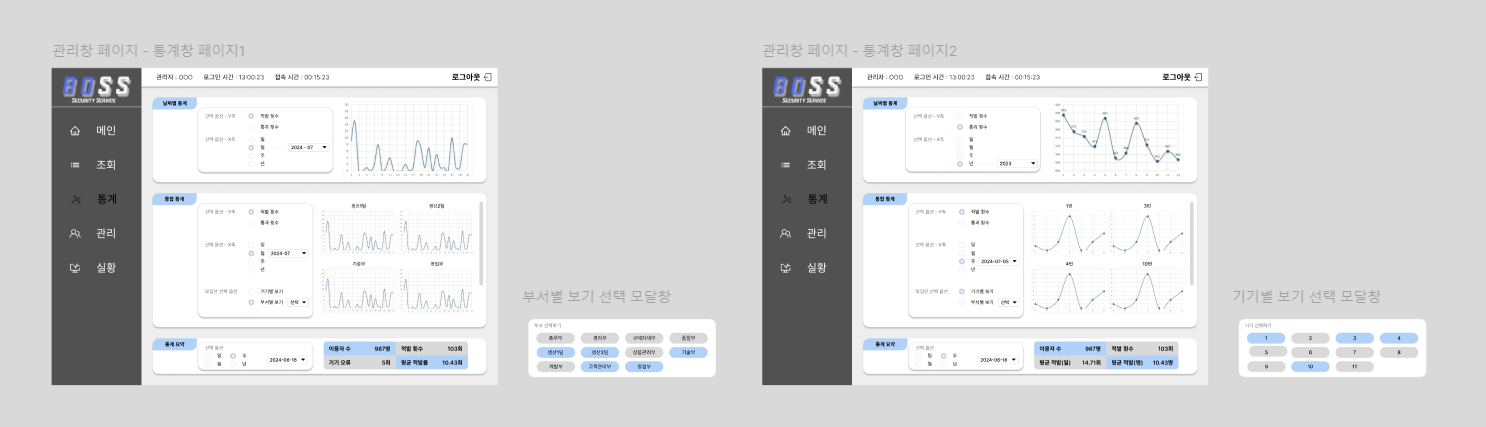 관리창 페이지 - 통계창 페이지1
BOSS
SECURITY SERVICE
메인
조회
통계
관리
실황
관리자 : OOO 로그인 시간 : 13:00:23 접속 시간 : 00:15:23 로그아웃
날짜별 통계
선택 옵션 - Y축
적발 횟수
통과 횟수
선택 옵션 - X축
일
월 2024 - 07
주
년
통합 통계
선택 옵션 - Y축
적발 횟수
통과 횟수
선택 옵션 - X축
일
월 2024-07
주
년
모집단 선택 옵션
기기별 보기
부서별 보기 선택
생산1팀 생산2팀
기술부 영업부
통계 요약
선택 옵션
일 주
월 년
2024-06-18
이용자 수 987명 적발 횟수 103회
기기 오류 5회 평균 적발률 10.43회
부서별 보기 선택 모달창
부서 선택하기
총무부 경리부 구매자재부 품질부
생산1팀 생산2팀 상품관리부 기술부
개발부 고객관리부 영업부
관리창 페이지 - 통계창 페이지2
BOSS
SECURITY SERVICE
메인
조회
통계
관리
실황
관리자 : OOO 로그인 시간 : 13:00:23 접속 시간 : 00:15:23 로그아웃
날짜별 통계
선택 옵션 - Y축
적발 횟수
통과 횟수
선택 옵션 - X축
일
월
주
년 2023
통합 통계
선택 옵션 - Y축
적발 횟수
통과 횟수
선택 옵션 - X축
일
월
주 2024-07-05
년
모집단 선택 옵션
기기별 보기
부서별 보기 선택
1번 3번
4번 10번
통계 요약
선택 옵션
일 주
월 년
2024-06-18
이용자 수 987명 적발 횟수 103회
평균 적발(일) 14.71회 평균 적발(명) 10.43명
기기별 보기 선택 모달창
기기 선택하기
1 2 3 4
5 6 7 8
9 10 11